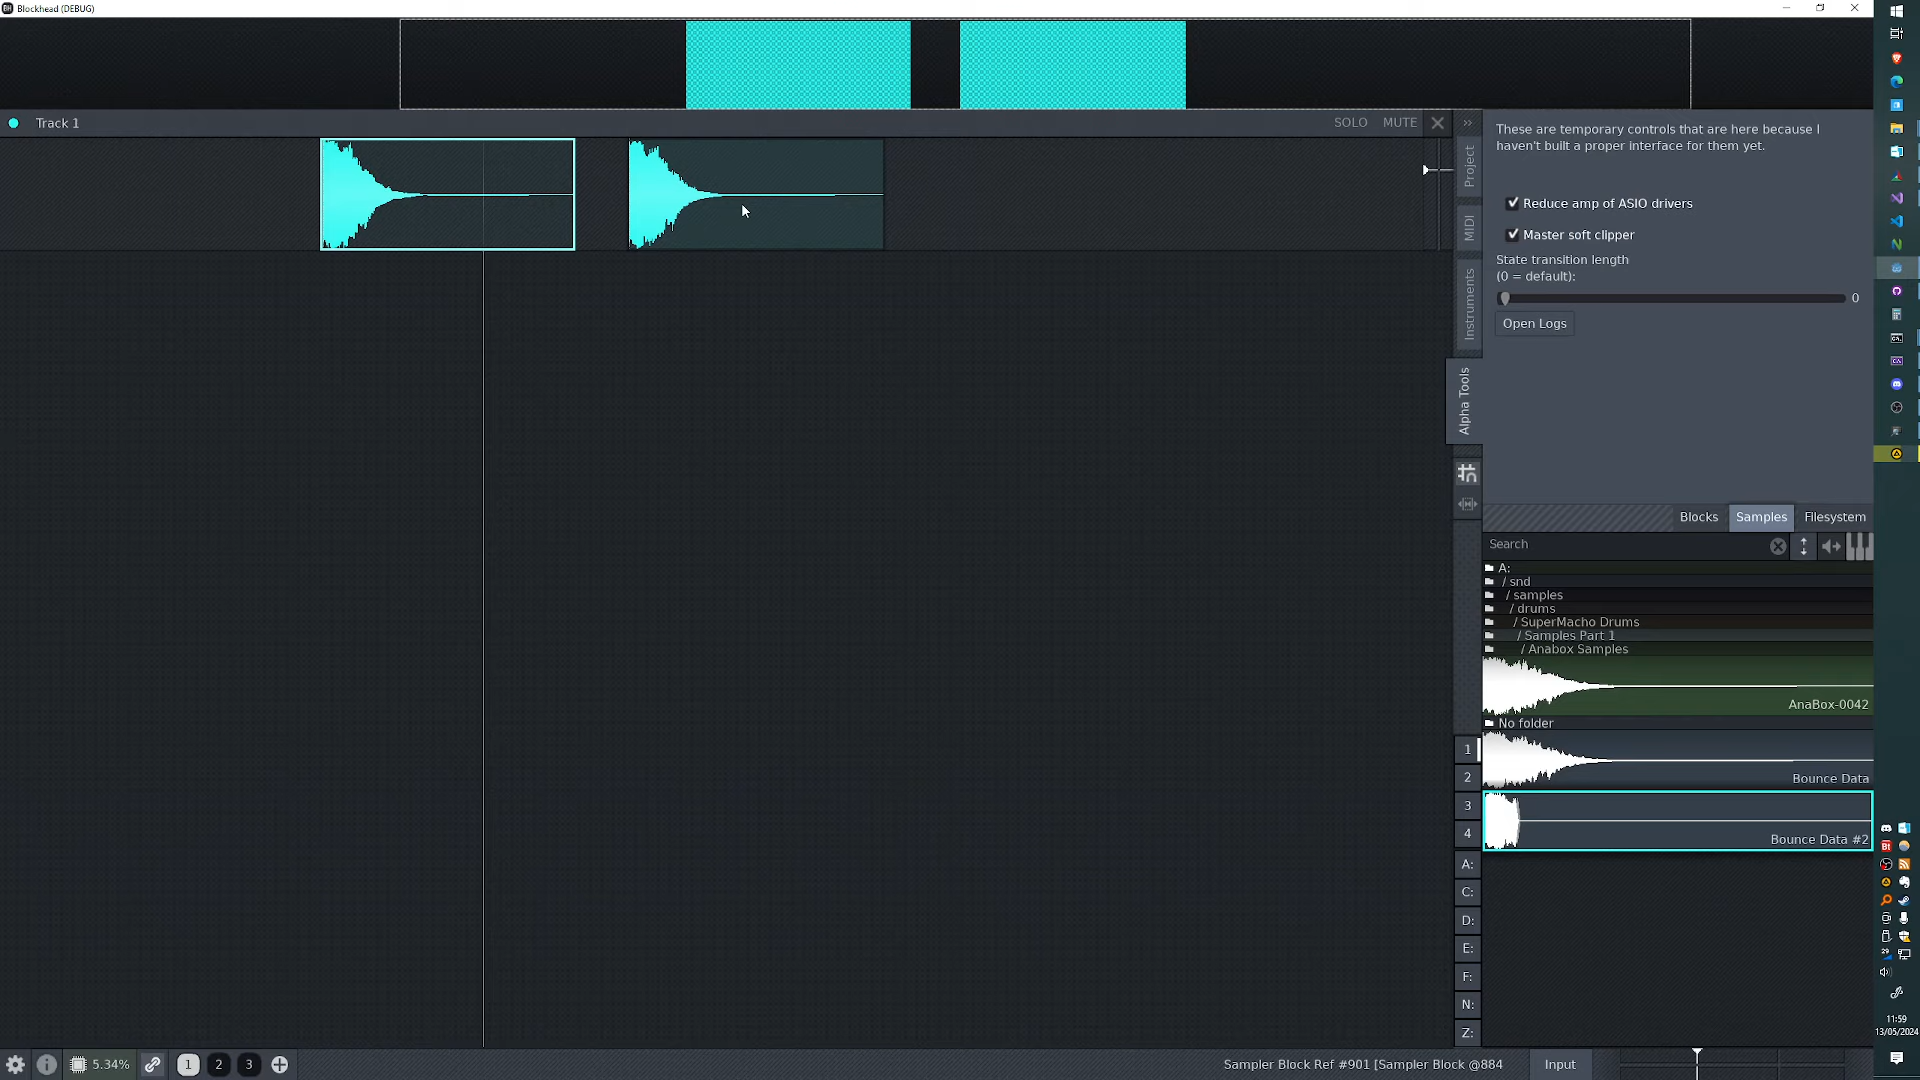 Blockhead (DEBUG)
Track 1
SOLO
MUTE
Project
MIDI
Instruments
Alpha Tools
These are temporary controls that are here because I
haven't built a proper interface for them yet.
Reduce amp of ASIO drivers
Master soft clipper
State transition length
(0 = default):
0
Open Logs
Blocks
Samples
Filesystem
Search
A:
/ snd
/ samples
/ drums
/ SuperMacho Drums
/ Samples Part 1
/ Anabox Samples
AnaBox-0042
No folder
Bounce Data
Bounce Data #2
1
2
3
4
A:
C:
D:
E:
F:
N:
Z:
5.34%
1
2
3
Sampler Block Ref #901 [Sampler Block @884
Input
29
11:59
13/05/2024